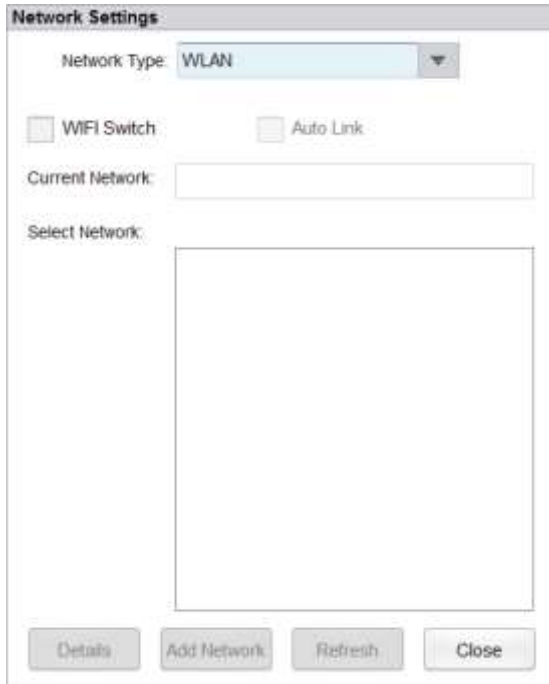 Network Settings
Network Type: WLAN
WIFI Switch Auto Link
Current Network:
Select Network:
Details Add Network Refresh Close